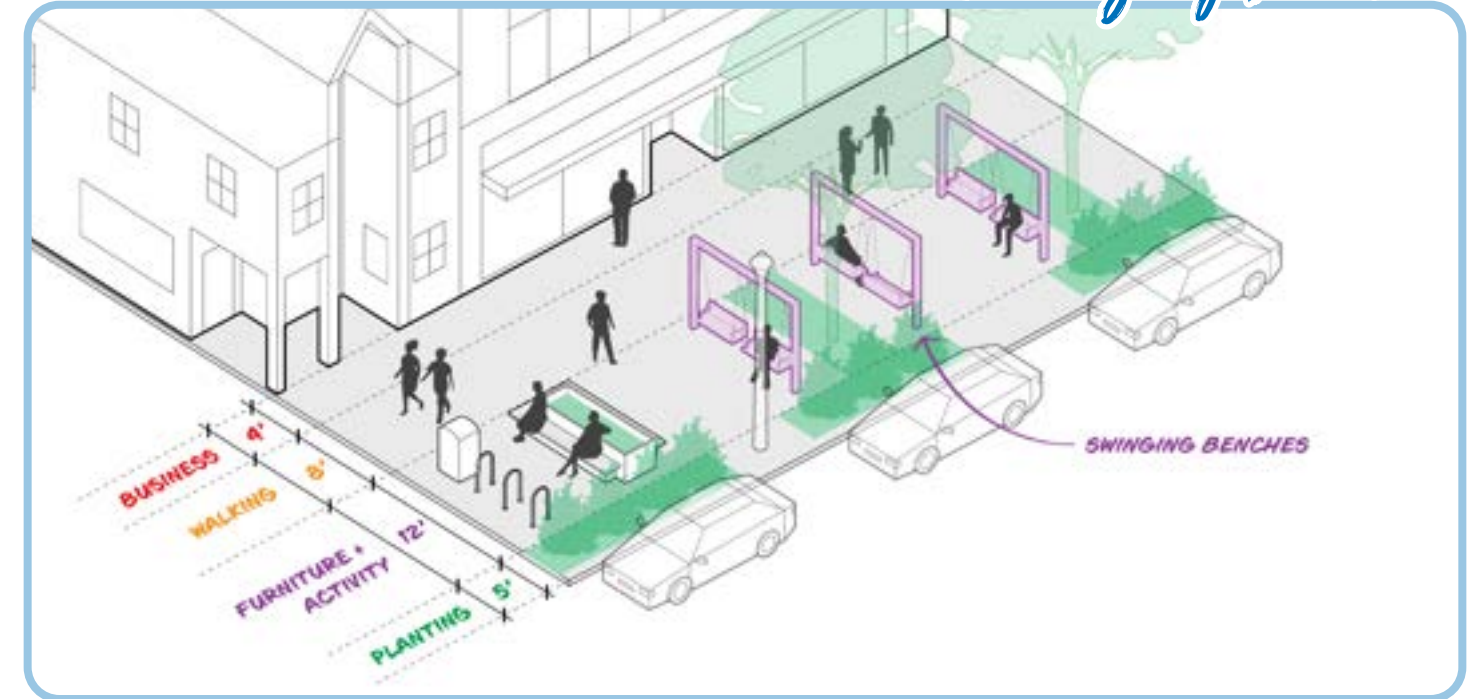 BUSINESS 4'
WALKING 8'
FURNITURE +
ACTIVITY 12'
PLANTING 5'
SWINGING BENCHES